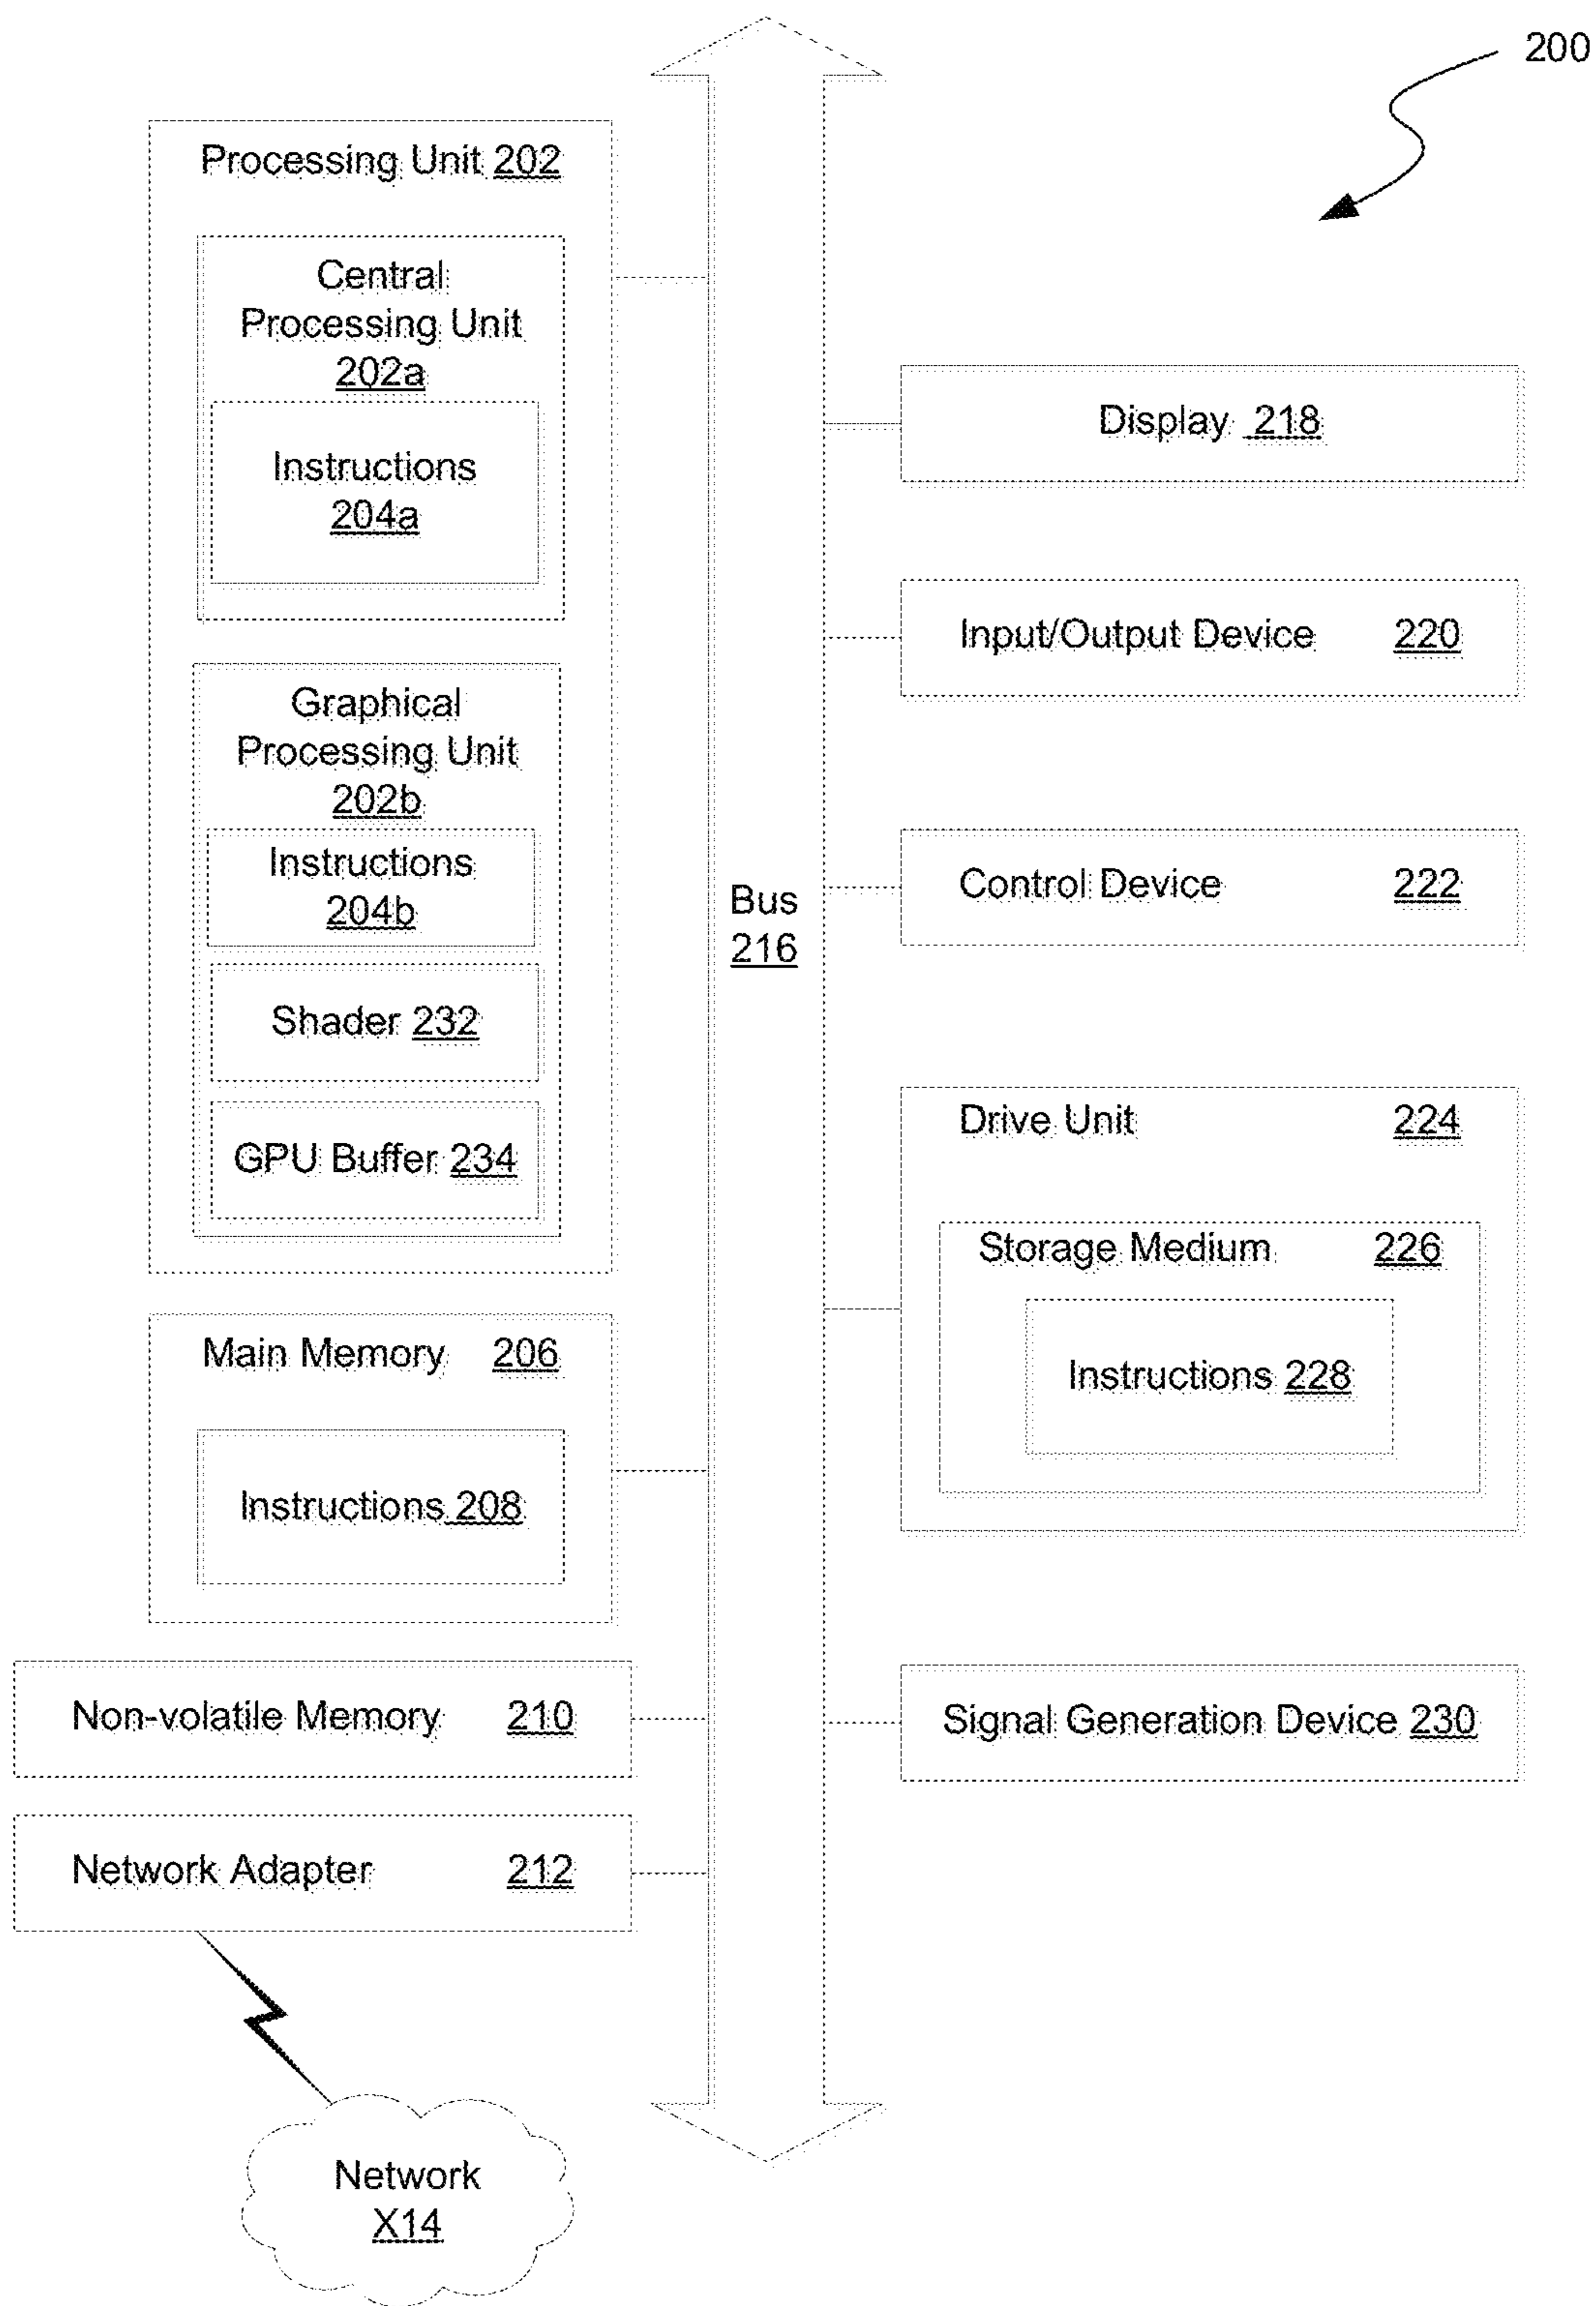 200
Processing Unit 202
Central
Processing Unit
202a
Instructions
204a
Graphical
Processing Unit
202b
Instructions
204b
Shader 232
GPU Buffer 234
Main Memory 206
Instructions 208
Non-volatile Memory 210
Network Adapter 212
Network
X14
Bus
216
Display 218
Input/Output Device 220
Control Device 222
Drive Unit 224
Storage Medium 226
Instructions 228
Signal Generation Device 230